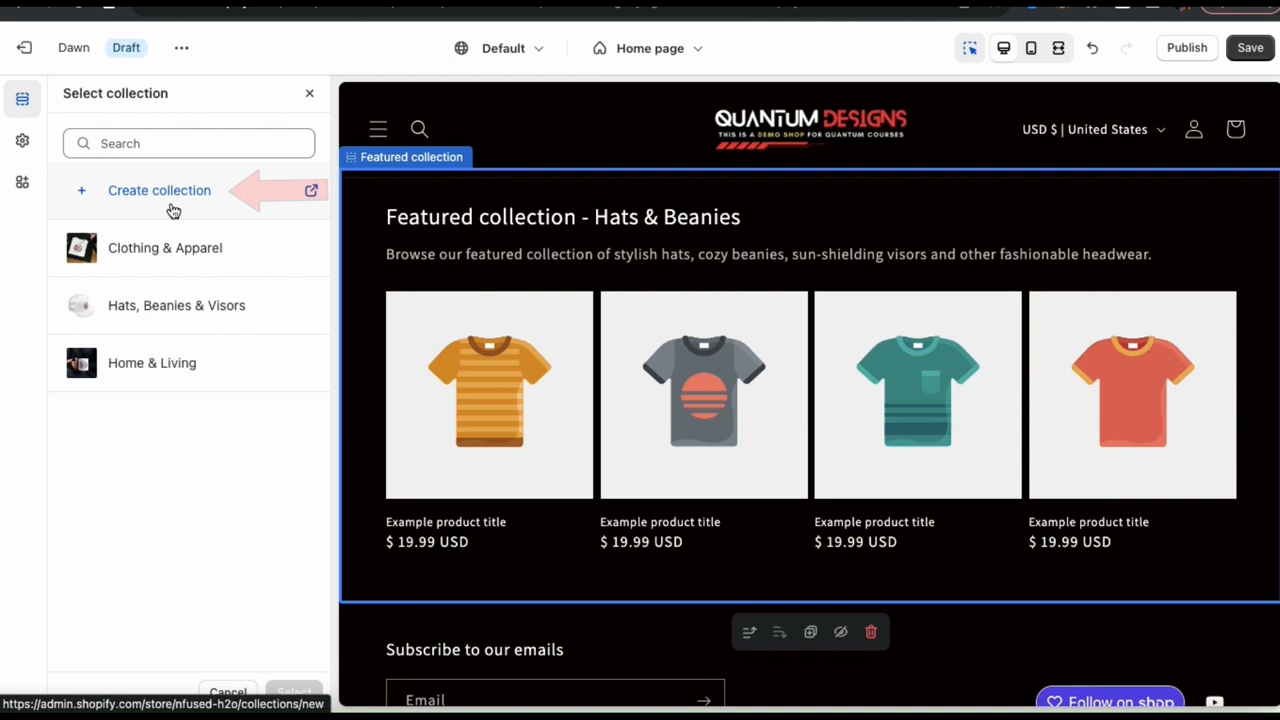 Dawn Draft Default Home page Publish Save
Select collection
Search
Create collection
Clothing & Apparel
Hats, Beanies & Visors
Home & Living
Cancel Select
https://admin.shopify.com/store/nfused-h2o/collections/new
QUANTUM DESIGNS
THIS IS A DEMO SHOP FOR QUANTUM COURSES
USD $ | United States
Featured collection
Featured collection - Hats & Beanies
Browse our featured collection of stylish hats, cozy beanies, sun-shielding visors and other fashionable headwear.
Example product title Example product title Example product title Example product title
$ 19.99 USD $ 19.99 USD $ 19.99 USD $ 19.99 USD
Subscribe to our emails
Email
Follow on shop